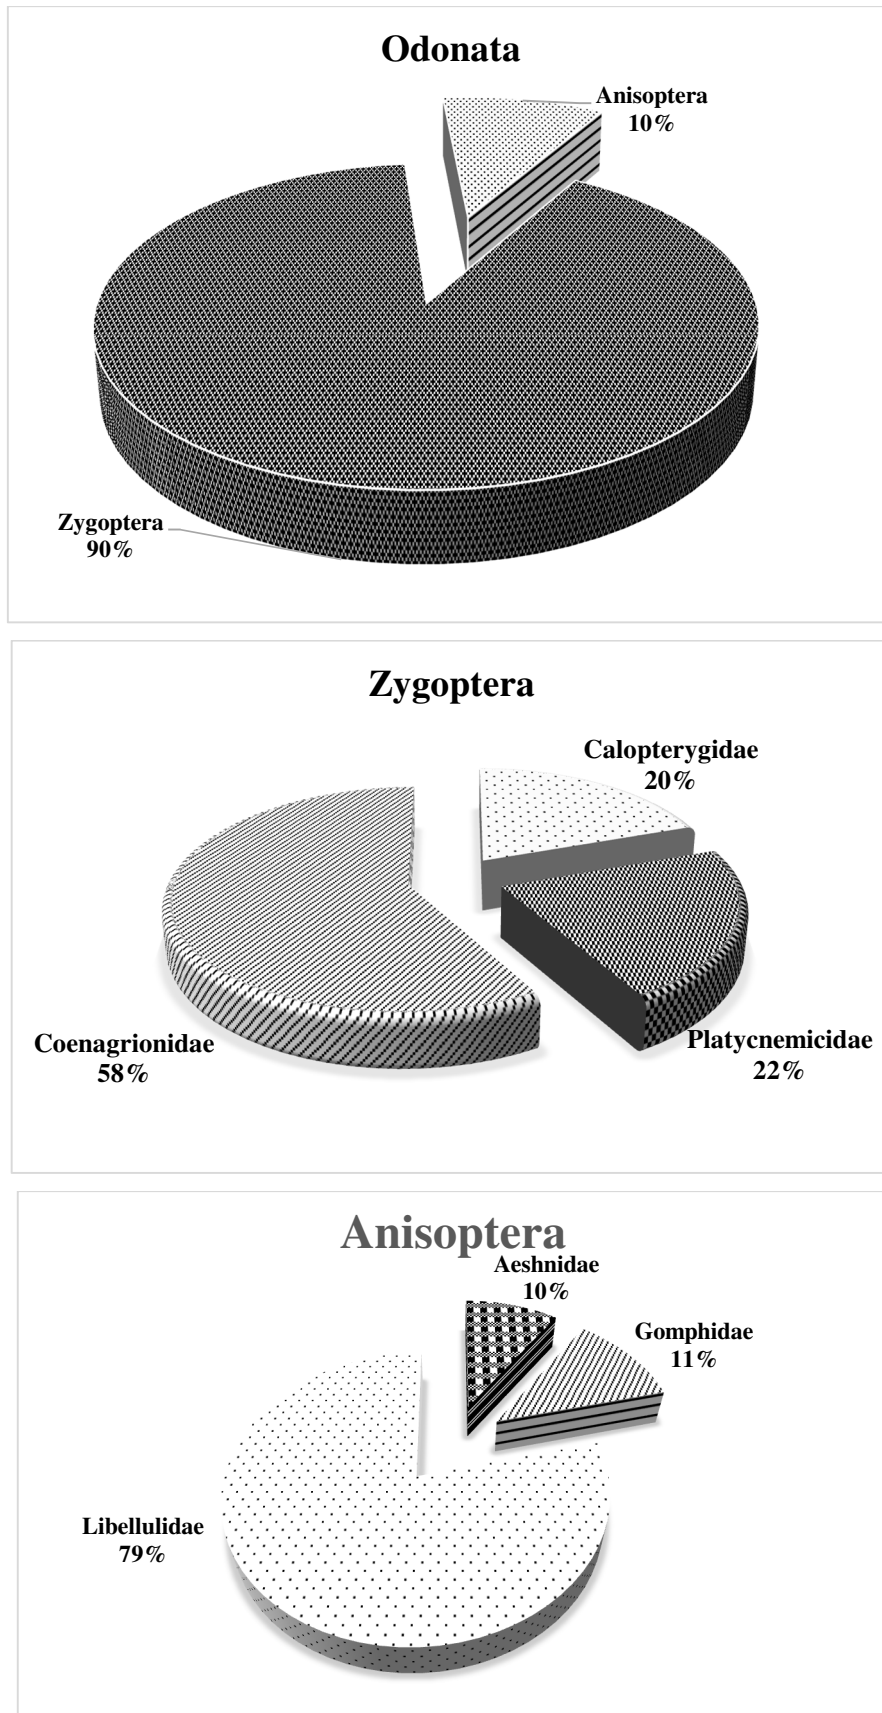 Odonata
Anisoptera
10%
Zygoptera
90%
Zygoptera
Calopterygidae
20%
Coenagrionidae
58%
Platycnemicidae
22%
Anisoptera
Aeshnidae
10%
Gomphidae
11%
Libellulidae
79%